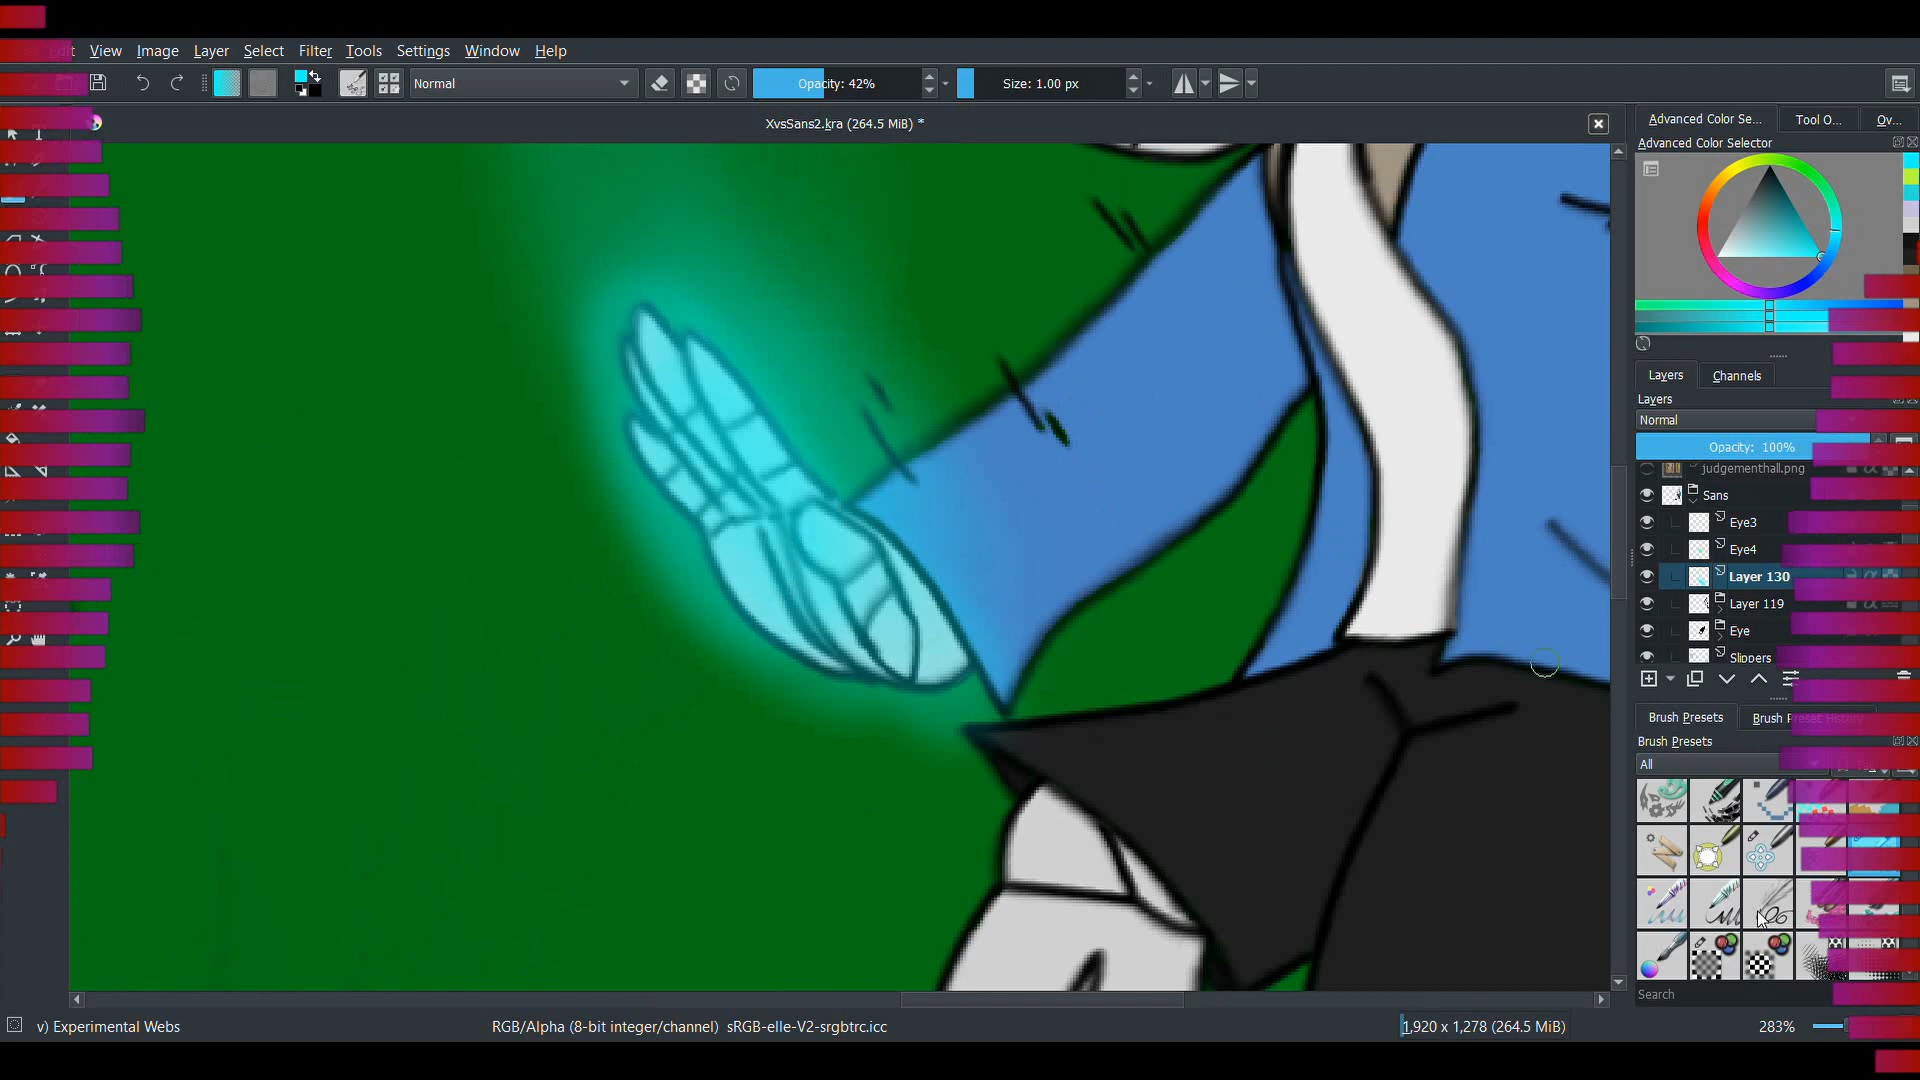 View Image Layer Select Filter Tools Settings Window Help
Normal
Opacity: 42%
Size: 1.00 px
XvsSans2.kra (264.5 MiB) *
Advanced Color Se...
Tool O...
Ov...
Advanced Color Selector
Layers
Channels
Layers
Normal
Opacity: 100%
judgementhall.png
Sans
Eye3
Eye4
Layer 130
Layer 119
Eye
Slippers
Brush Presets
Brush Preset History
Brush Presets
All
Search
v) Experimental Webs
RGB/Alpha (8-bit integer/channel) sRGB-elle-V2-srgbtrc.icc
1,920 x 1,278 (264.5 MiB)
283%